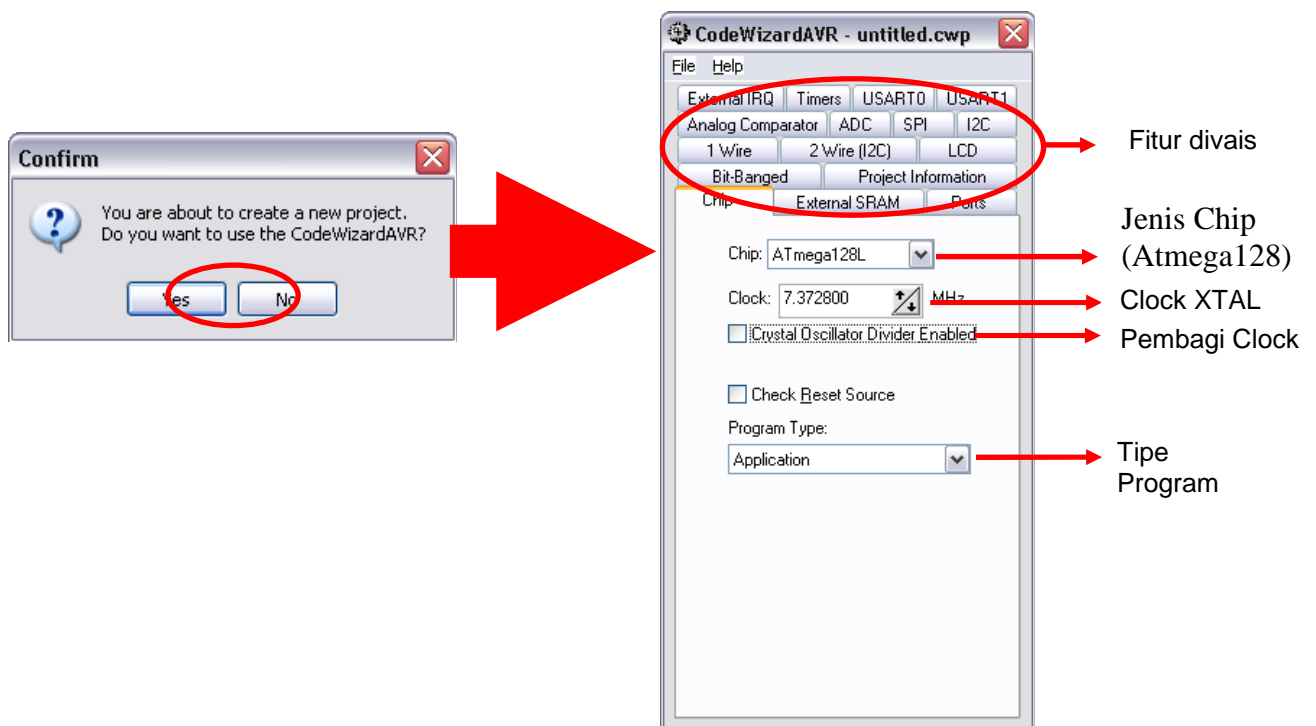 Confirm
You are about to create a new project.
Do you want to use the CodeWizardAVR?
Yes
No
CodeWizardAVR - untitled.cwp
File Help
External IRQ Timers USART0 USART1
Analog Comparator ADC SPI I2C
1 Wire 2 Wire (I2C) LCD
Bit-Banged Project Information
Chip External SRAM Ports
Chip: ATmega128L
Clock: 7.372800 MHz
Crystal Oscillator Divider Enabled
Check Reset Source
Program Type:
Application
Fitur divais
Jenis Chip
(Atmega128)
Clock XTAL
Pembagi Clock
Tipe
Program